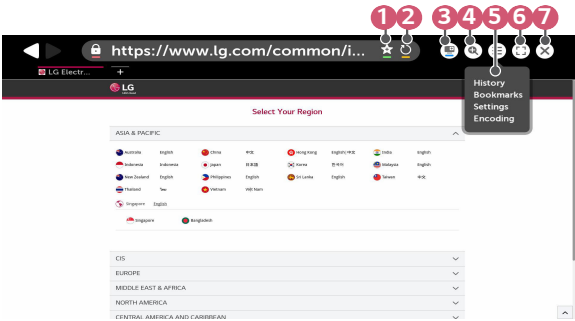 1 2 3 4 5 6 7
https://www.lg.com/common/i...
LG Electr... +
LG
History
Bookmarks
Settings
Encoding
Select Your Region
ASIA & PACIFIC
Australia English China 中文 Hong Kong English 中文 India English
Indonesia Indonesia Japan 日本語 Korea 한국어 Malaysia English
New Zealand English Philippines English Sri Lanka English Taiwan 中文
Thailand ไทย Vietnam Việt Nam
Singapore English
Singapore Bangladesh
CIS
EUROPE
MIDDLE EAST & AFRICA
NORTH AMERICA
CENTRAL AMERICA AND CARIBBEAN